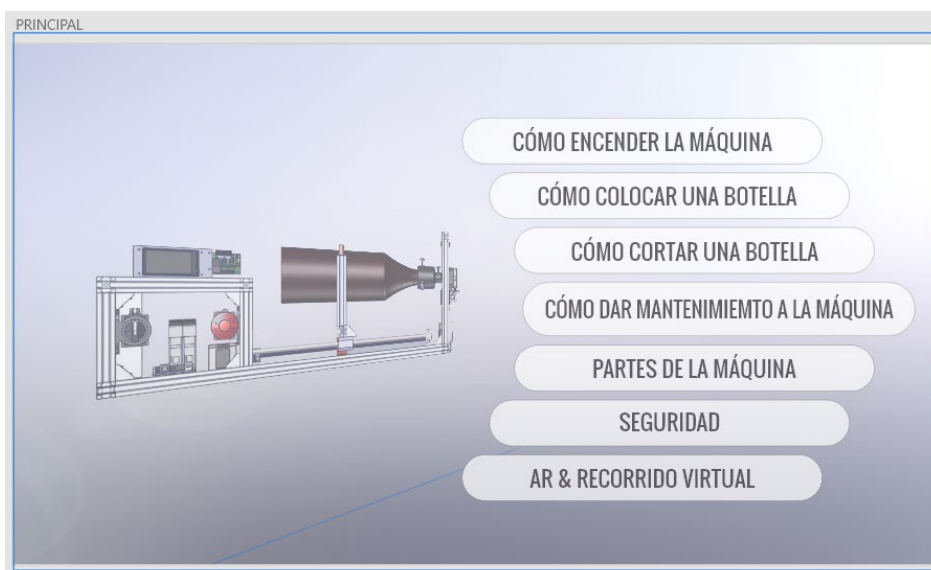 PRINCIPAL
CÓMO ENCENDER LA MÁQUINA
CÓMO COLOCAR UNA BOTELLA
CÓMO CORTAR UNA BOTELLA
CÓMO DAR MANTENIMIEMTO A LA MÁQUINA
PARTES DE LA MÁQUINA
SEGURIDAD
AR & RECORRIDO VIRTUAL